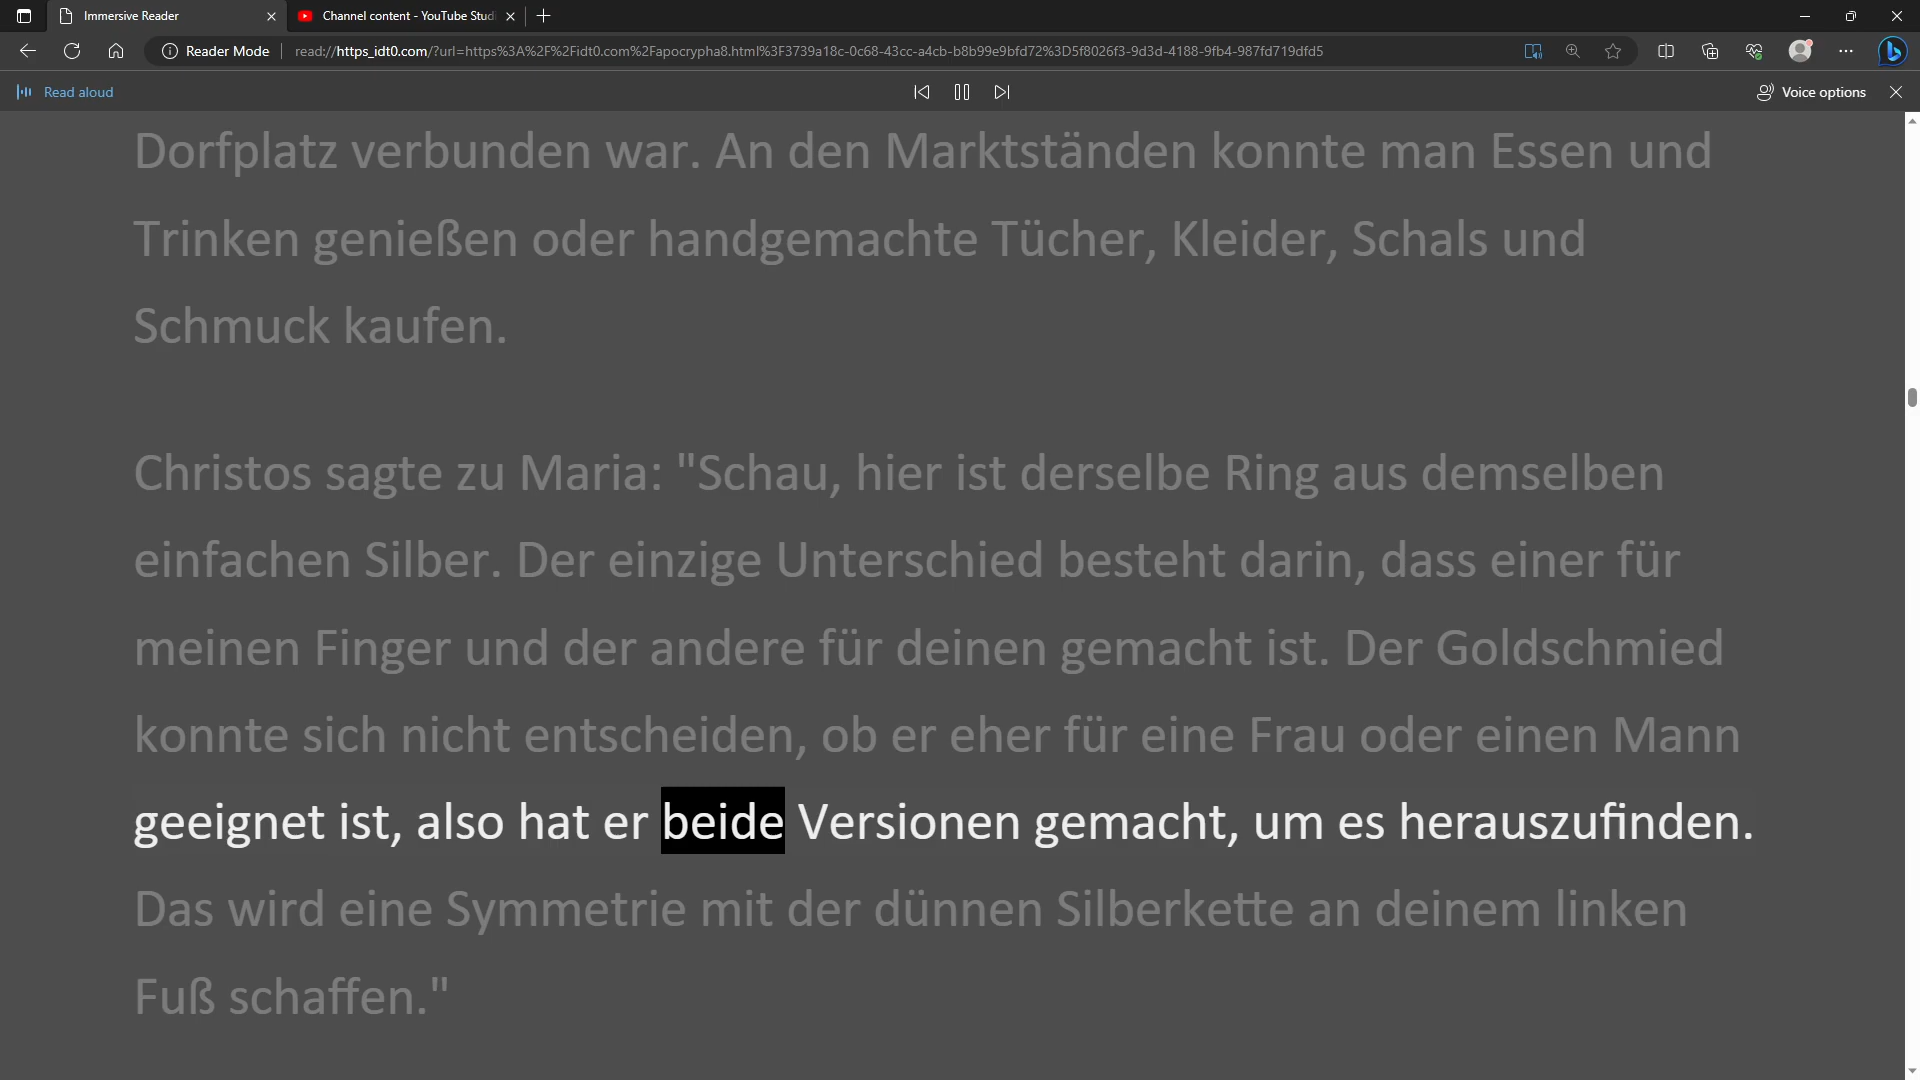 Immersive Reader
Channel content - YouTube Studi
Reader Mode
read://https_idt0.com/?url=https%3A%2F%2Fidt0.com%2Fapocrypha8.html%3F3739a18c-0c68-43cc-a4cb-b8b99e9bfd72%3D5f8026f3-9d3d-4188-9fb4-987fd719dfd5
Read aloud
Voice options
Dorfplatz verbunden war. An den Marktständen konnte man Essen und
Trinken genießen oder handgemachte Tücher, Kleider, Schals und
Schmuck kaufen.
Christos sagte zu Maria: "Schau, hier ist derselbe Ring aus demselben
einfachen Silber. Der einzige Unterschied besteht darin, dass einer für
meinen Finger und der andere für deinen gemacht ist. Der Goldschmied
konnte sich nicht entscheiden, ob er eher für eine Frau oder einen Mann
geeignet ist, also hat er beide Versionen gemacht, um es herauszufinden.
Das wird eine Symmetrie mit der dünnen Silberkette an deinem linken
Fuß schaffen."